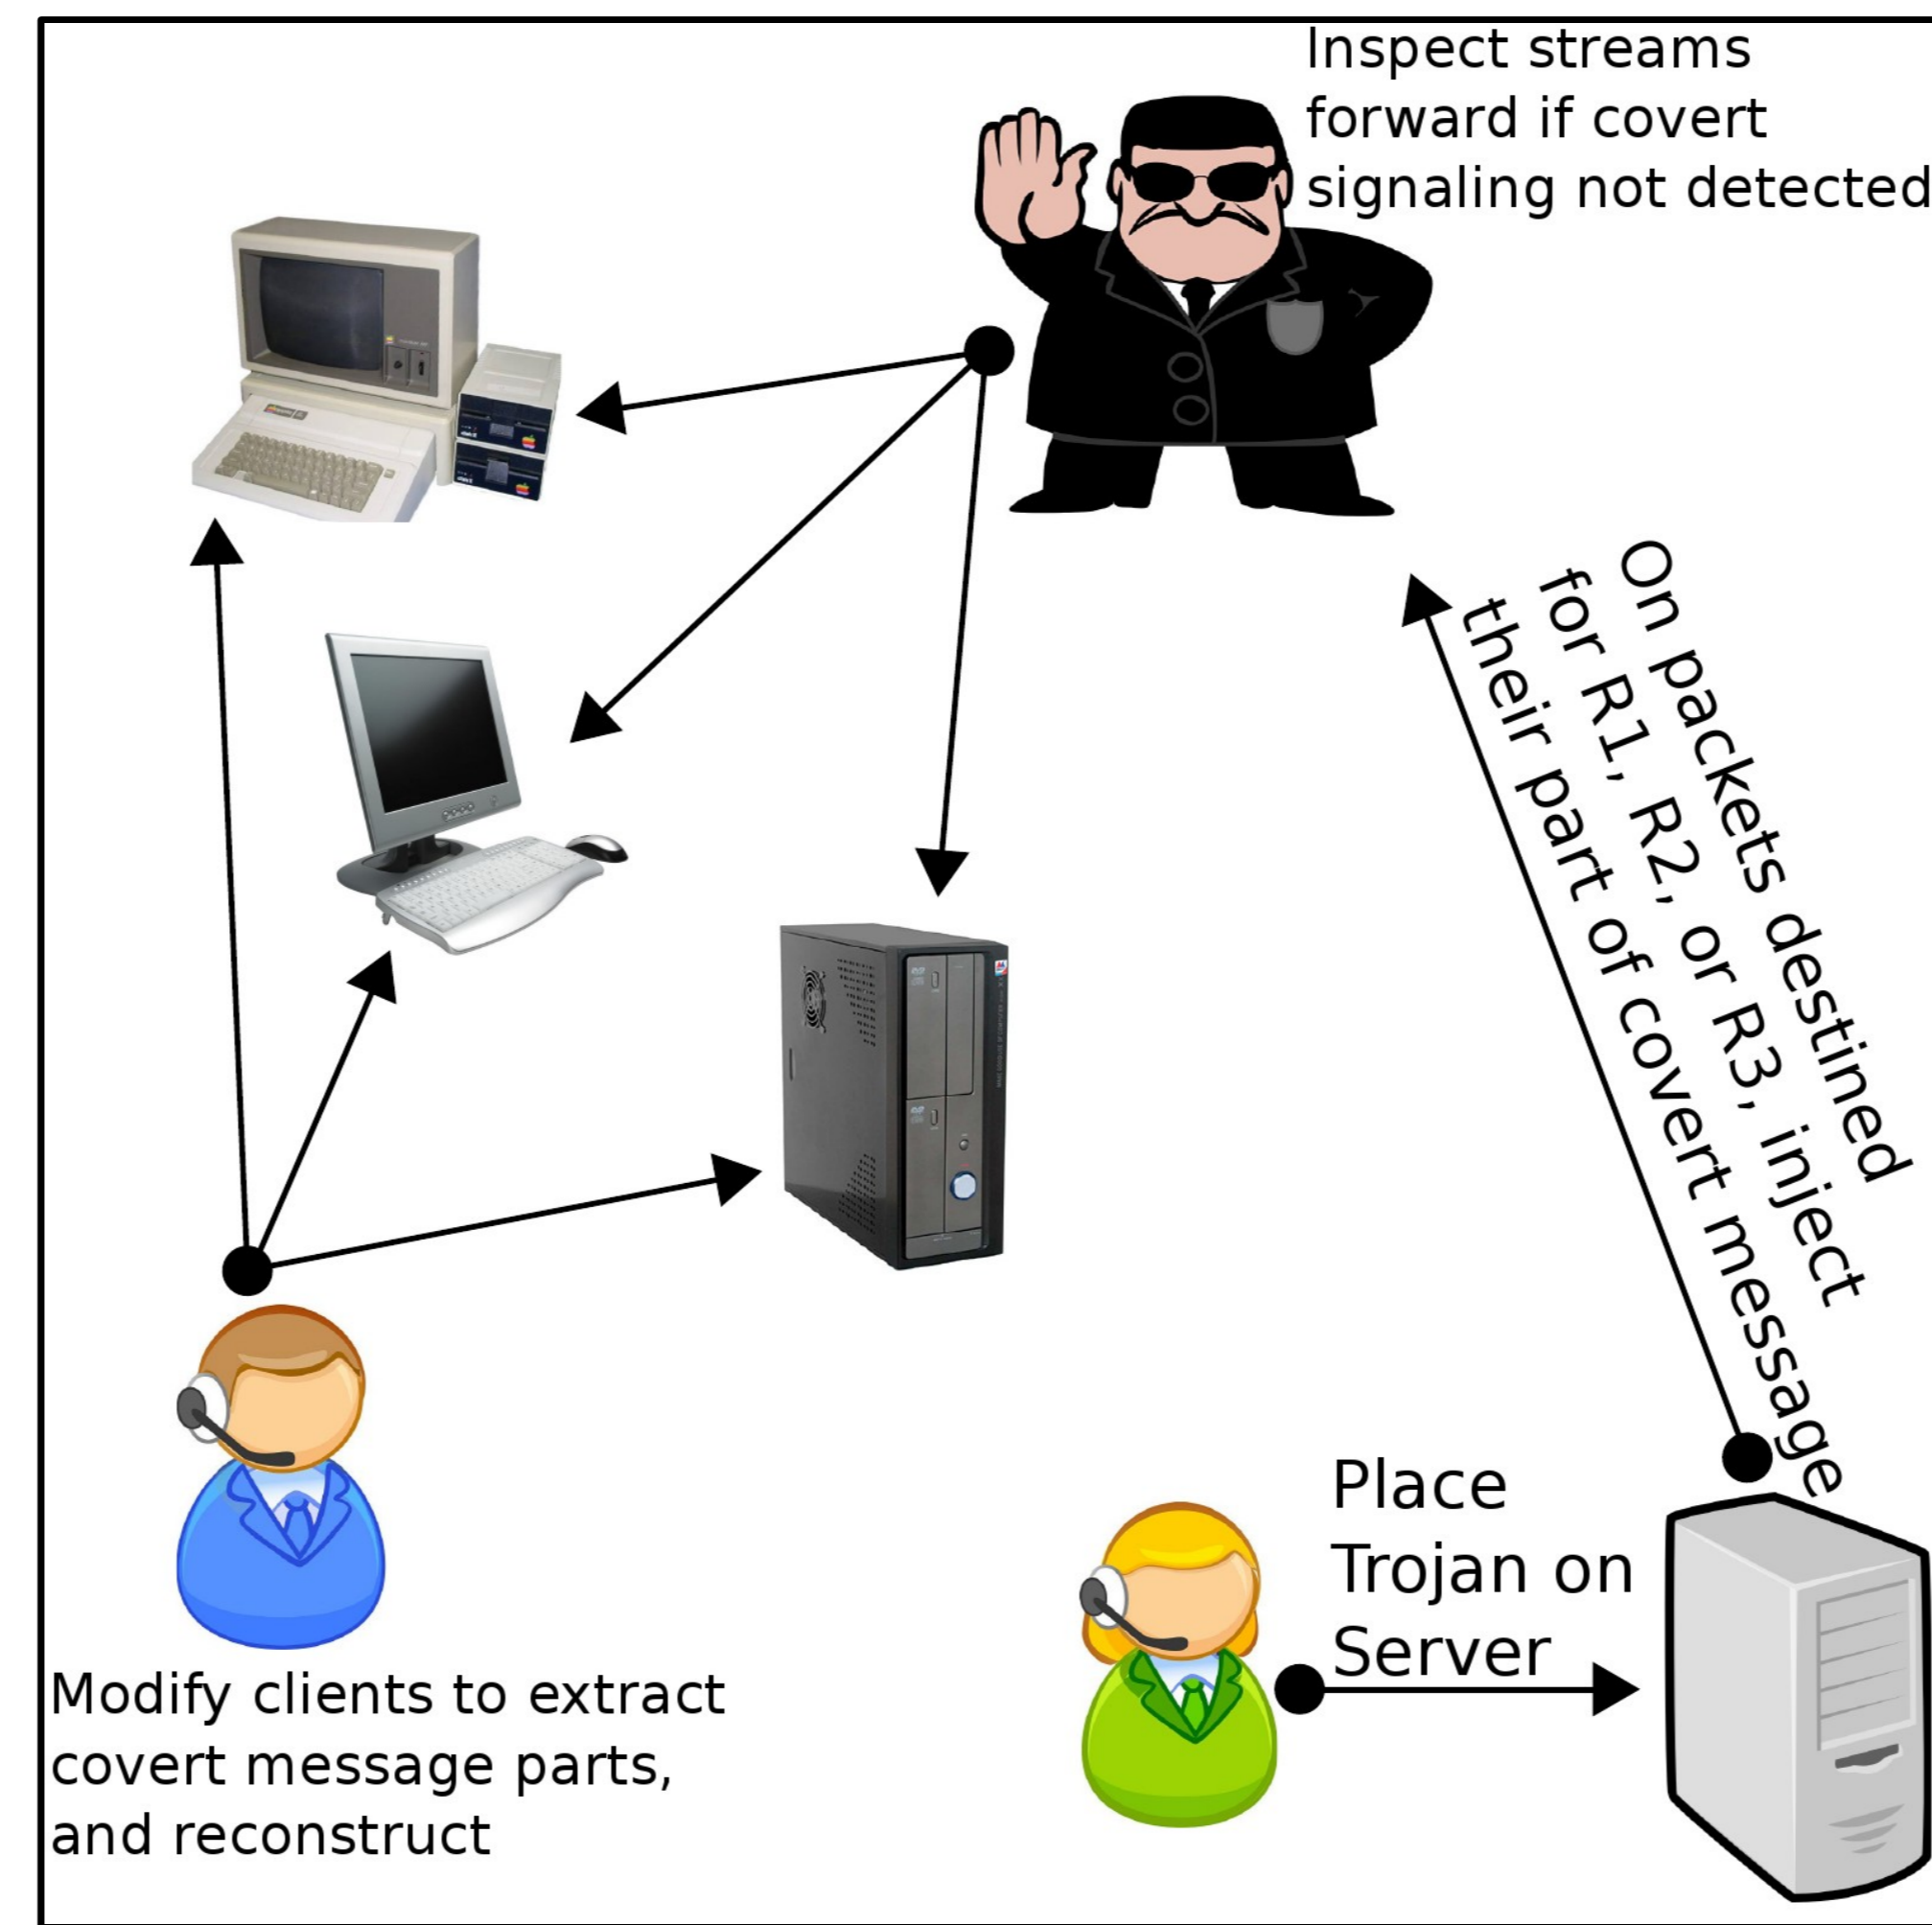 Inspect streams
forward if covert
signaling not detected
On packets destined
for R1, R2, or R3, inject
their part of covert message
Place
Trojan on
Server
Modify clients to extract
covert message parts,
and reconstruct